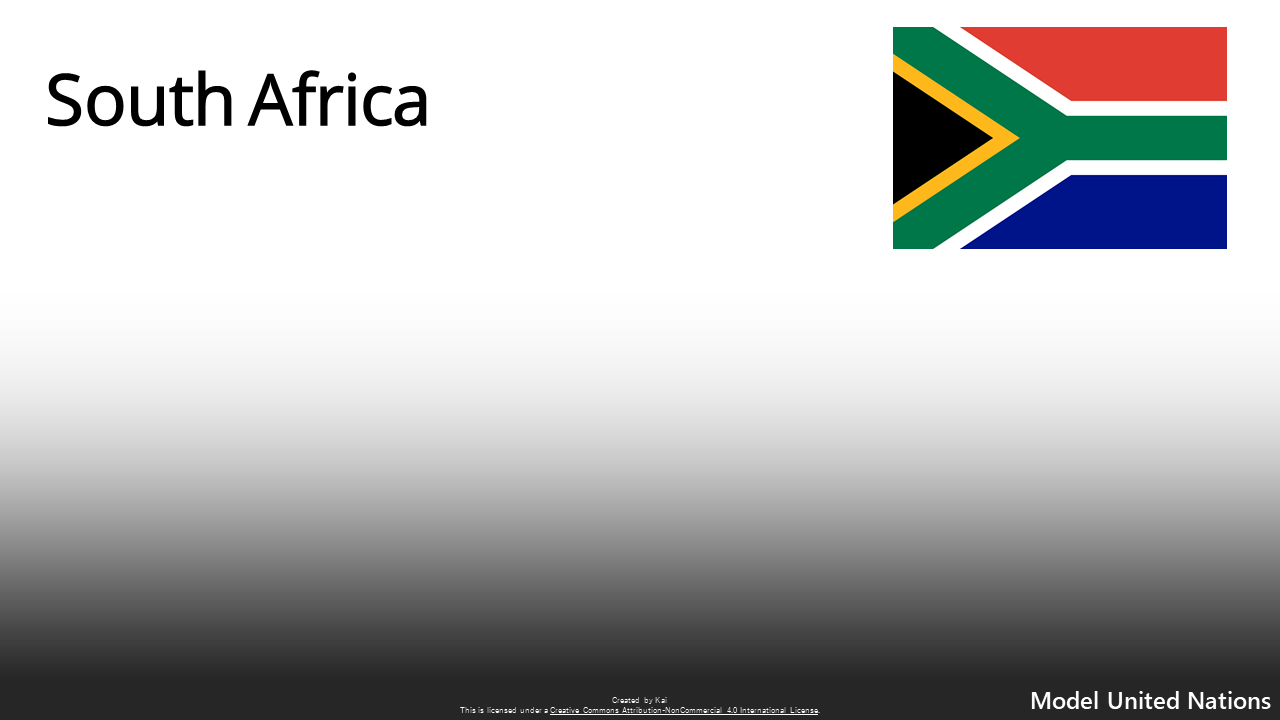 South Africa
Created by Kai
This is licensed under a Creative Commons Attribution-NonCommercial 4.0 International License.
Model United Nations